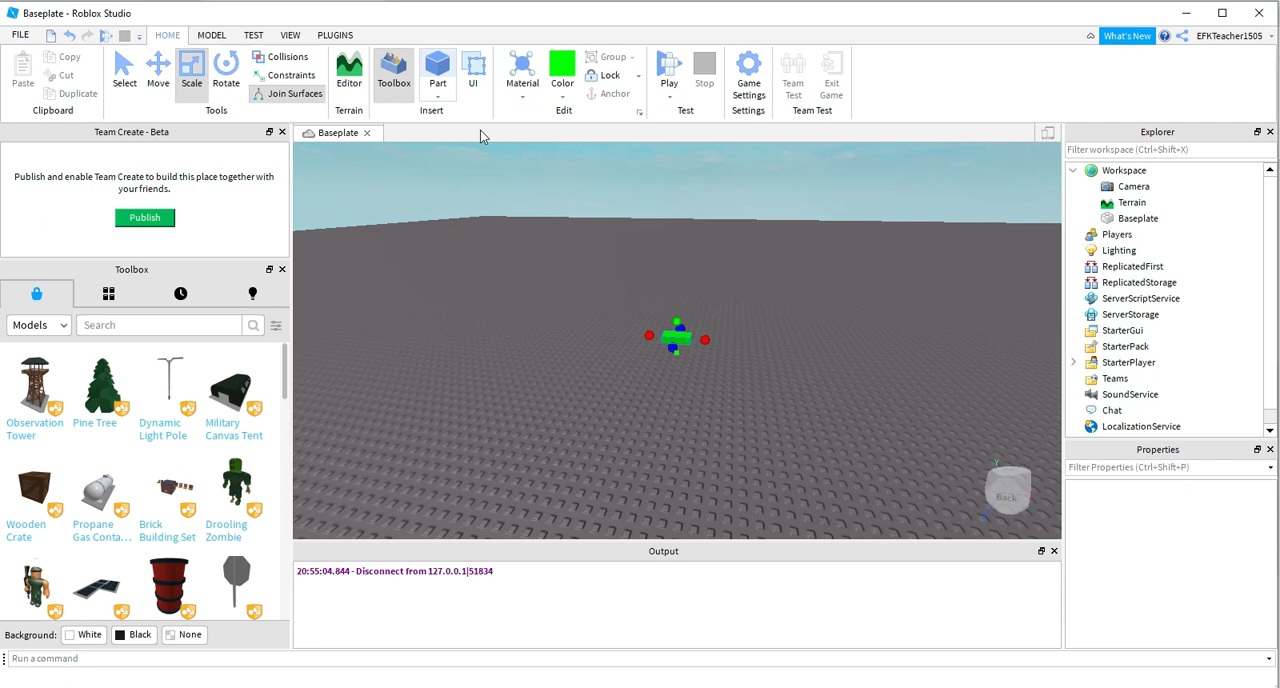 Baseplate - Roblox Studio
FILE HOME MODEL TEST VIEW PLUGINS What's New EFKTeacher1505
Paste Copy Cut Duplicate
Clipboard
Select Move Scale Rotate Collisions Constraints Join Surfaces
Tools
Editor
Terrain
Toolbox Part UI
Insert
Material Color Group Lock Anchor
Edit
Play Stop
Test
Game Settings
Settings
Team Test Exit Game
Team Test
Team Create - Beta
Publish and enable Team Create to build this place together with
your friends.
Publish
Toolbox
Models Search
Observation Tower
Pine Tree
Dynamic Light Pole
Military Canvas Tent
Wooden Crate
Propane Gas Conta...
Brick Building Set
Drooling Zombie
Background: White Black None
Run a command
Baseplate
Y
Back
Output
20:55:04.844 - Disconnect from 127.0.0.1|51834
Explorer
Filter workspace (Ctrl+Shift+X)
Workspace
Camera
Terrain
Baseplate
Players
Lighting
ReplicatedFirst
ReplicatedStorage
ServerScriptService
ServerStorage
StarterGui
StarterPack
StarterPlayer
Teams
SoundService
Chat
LocalizationService
Properties
Filter Properties (Ctrl+Shift+P)